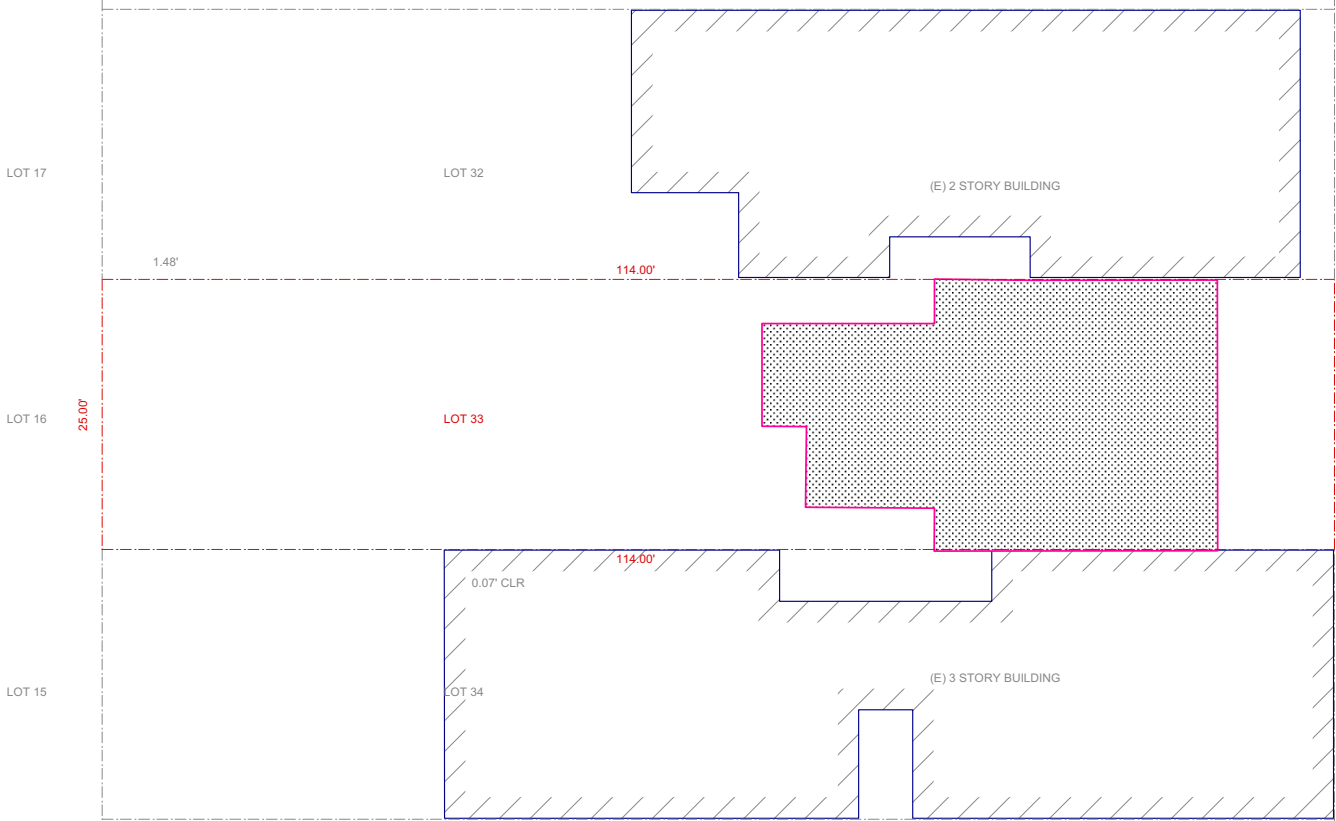 LOT 17
LOT 32
(E) 2 STORY BUILDING
1.48'
114.00'
LOT 16
25.00'
LOT 33
114.00'
0.07' CLR
(E) 3 STORY BUILDING
LOT 15
LOT 34